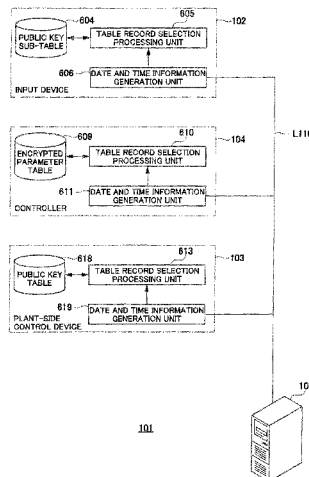 604
605
102
PUBLIC KEY
SUB-TABLE
TABLE RECORD SELECTION
PROCESSING UNIT
606
DATE AND TIME INFORMATION
GENERATION UNIT
INPUT DEVICE
L110
609
610
104
ENCRYPTED
PARAMETER
TABLE
TABLE RECORD SELECTION
PROCESSING UNIT
611
DATE AND TIME INFORMATION
GENERATION UNIT
CONTROLLER
618
613
103
PUBLIC KEY
TABLE
TABLE RECORD SELECTION
PROCESSING UNIT
619
DATE AND TIME INFORMATION
GENERATION UNIT
PLANT-SIDE
CONTROL DEVICE
101